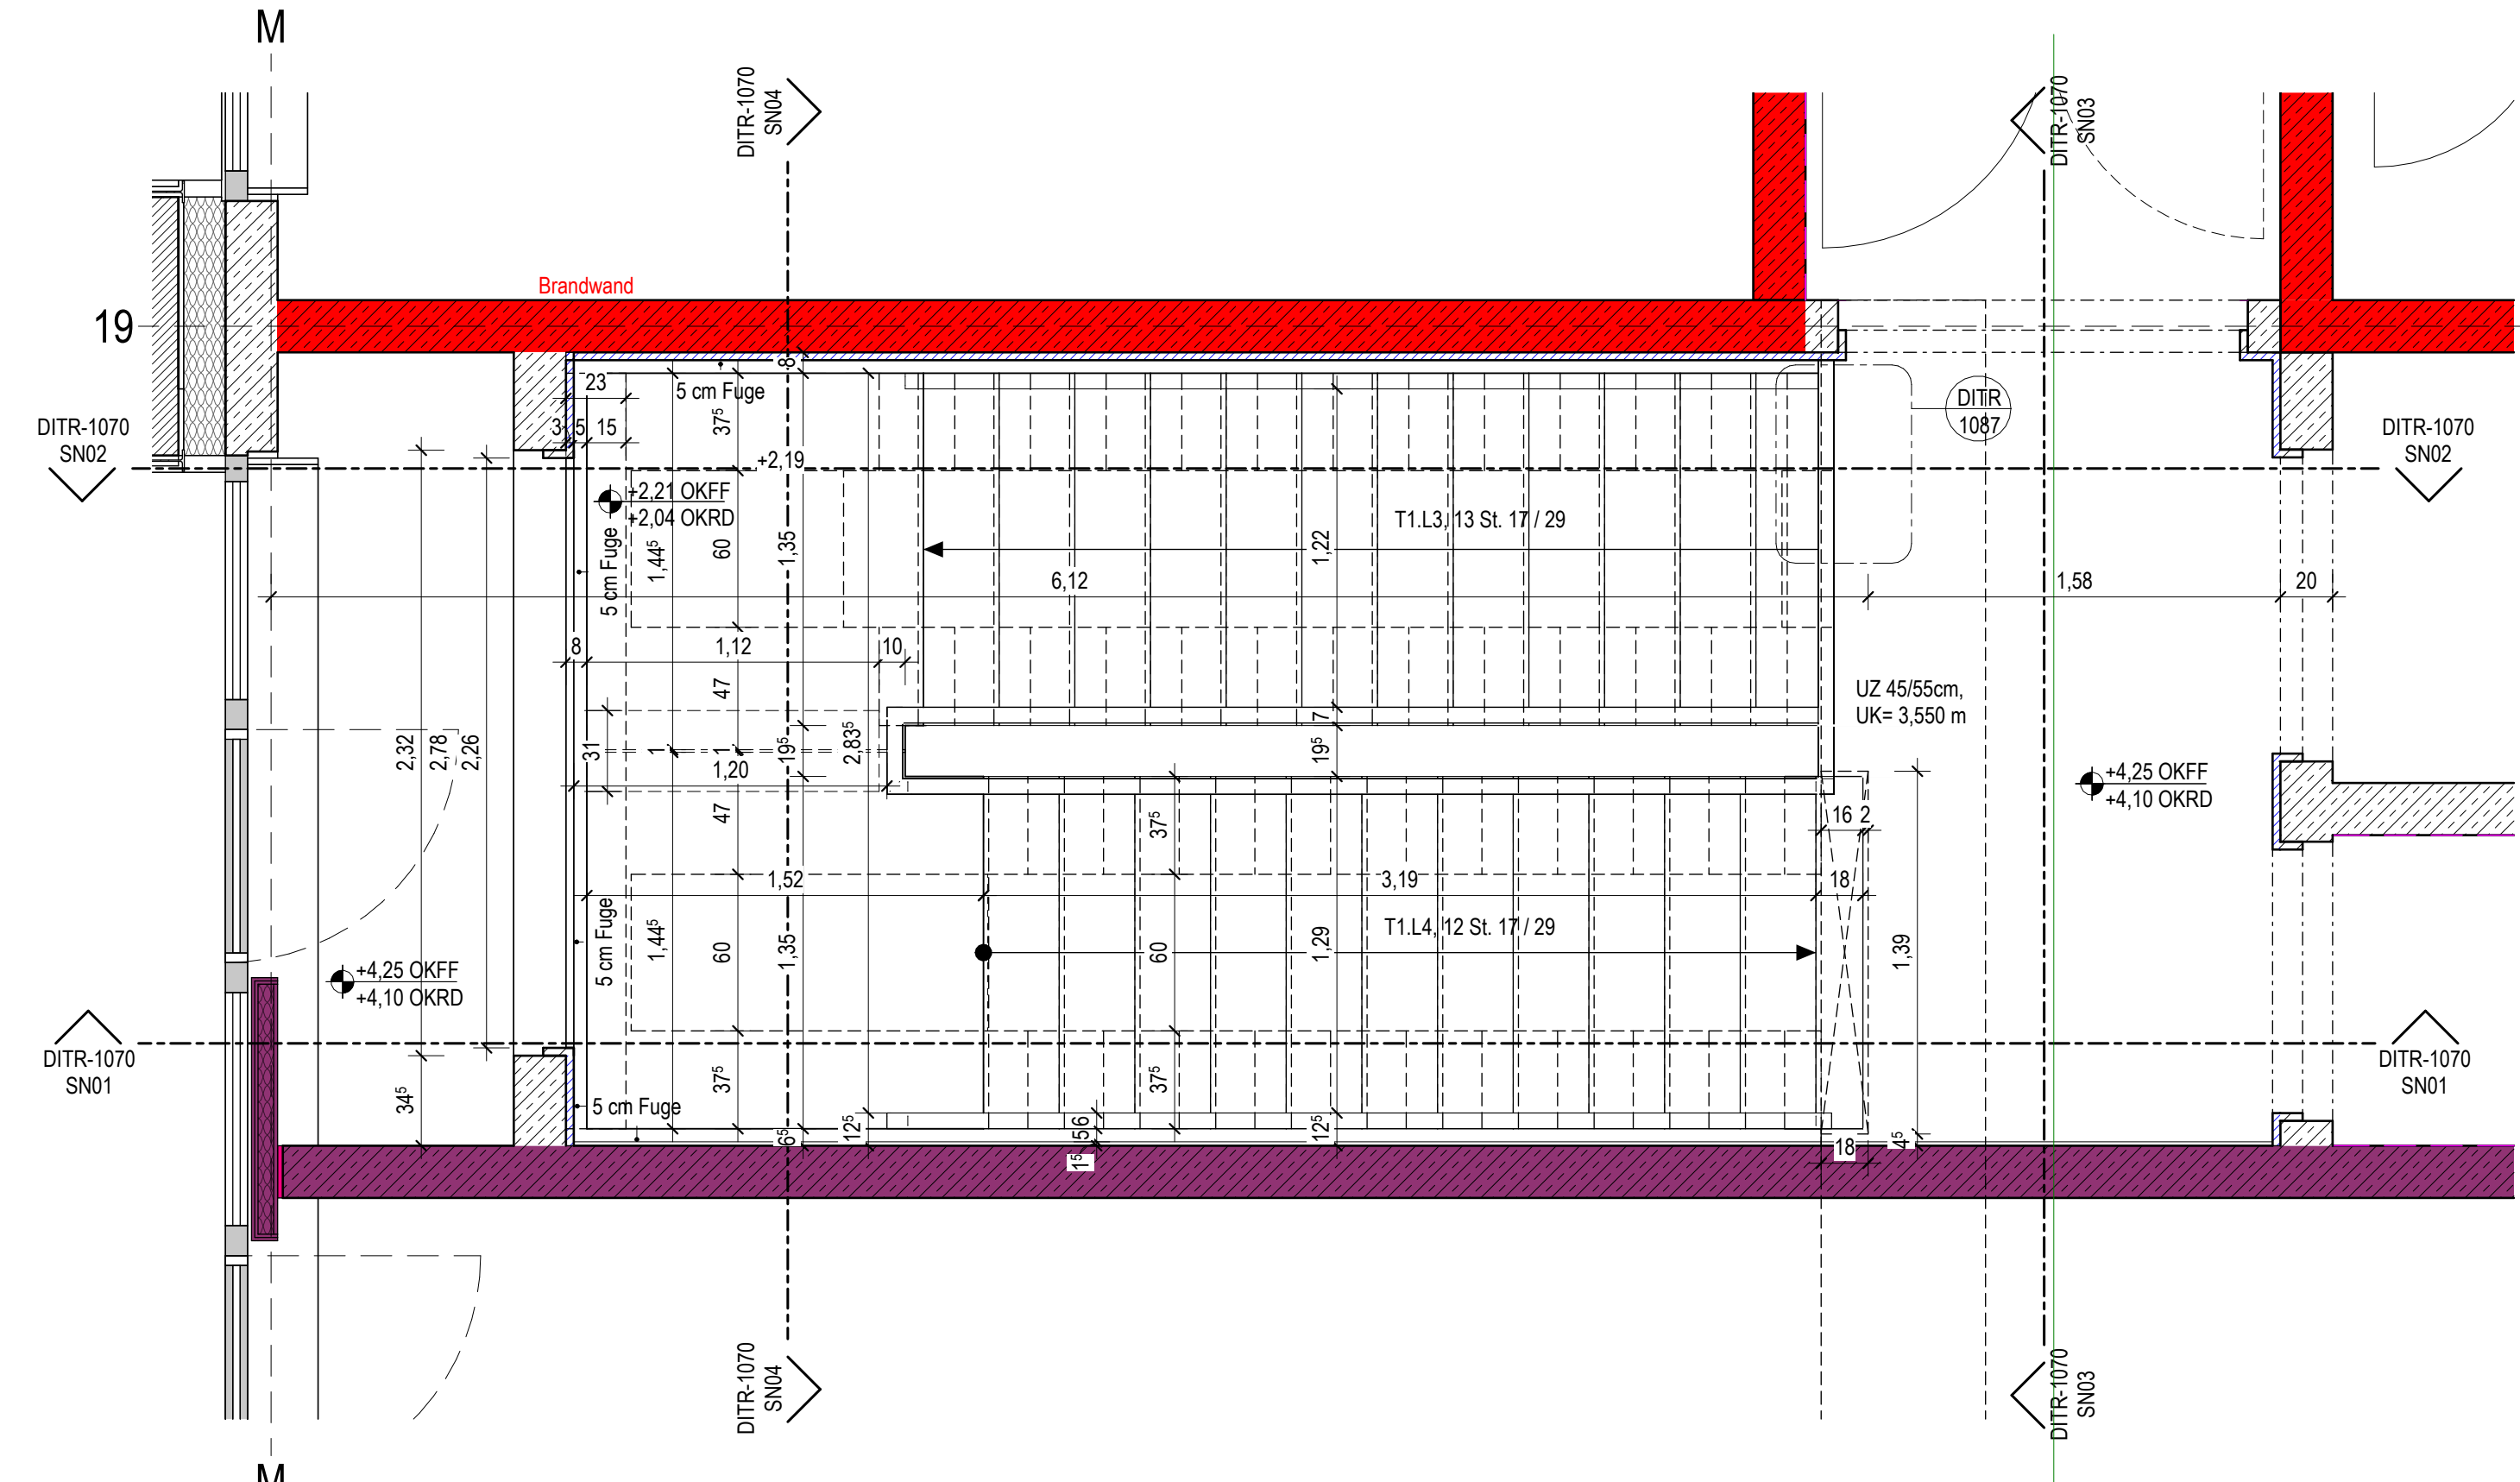 M
DITR-1070
SN04
DITR-1070
SN03
Brandwand
19
8
23
5 cm Fuge
3
5
15
37⁵
DITR
1087
DITR-1070
SN02
DITR-1070
SN02
+2,19
+2,21 OKFF
+2,04 OKRD
T1.L3, 13 St. 17 / 29
5 cm Fuge
1,44⁵
60
1,35
1,22
6,12
1,58
20
8
1,12
10
47
UZ 45/55cm,
UK= 3,550 m
2,32
2,78
2,26
31
1
1
19⁵
2,83⁵
7
19⁵
1,20
+4,25 OKFF
+4,10 OKRD
47
37⁵
16
2
1,52
3,19
18
T1.L4, 12 St. 17 / 29
5 cm Fuge
1,44⁵
60
1,35
60
1,29
1,39
+4,25 OKFF
+4,10 OKRD
DITR-1070
SN01
DITR-1070
SN01
34⁵
37⁵
37⁵
5 cm Fuge
6⁵
12⁵
6
5
1⁵
12⁵
18
4⁵
DITR-1070
SN04
DITR-1070
SN03
M